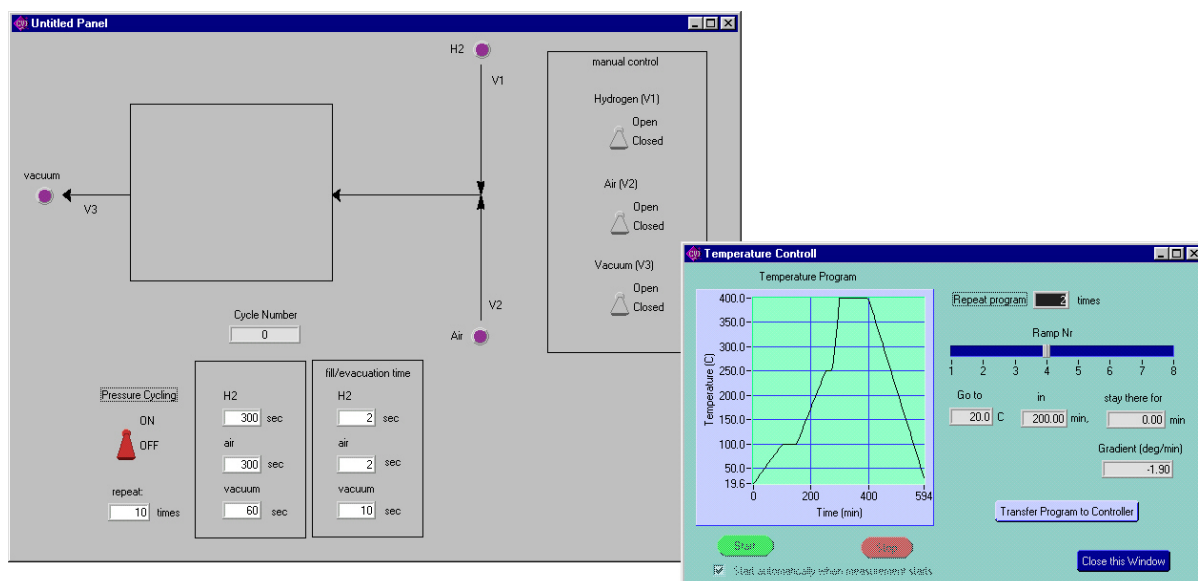 Untitled Panel
H2
V1
vacuum
V3
V2
Air
manual control
Hydrogen (V1)
Open
Closed
Air (V2)
Open
Closed
Vacuum (V3)
Open
Closed
Cycle Number
0
Pressure Cycling
ON
OFF
repeat:
10 times
H2
300 sec
air
300 sec
vacuum
60 sec
fill/evacuation time
H2
2 sec
air
2 sec
vacuum
10 sec
Temperature Controll
Temperature Program
Temperature (C)
400.0
350.0
300.0
250.0
200.0
150.0
100.0
50.0
19.6
0 200 400 594
Time (min)
Start
Stop
Start automatically when measurement starts
Repeat program 2 times
Ramp Nr
1 2 3 4 5 6 7 8
Go to in stay there for
20.0 C 200.00 min, 0.00 min
Gradient (deg/min)
-1.90
Transfer Program to Controller
Close this Window